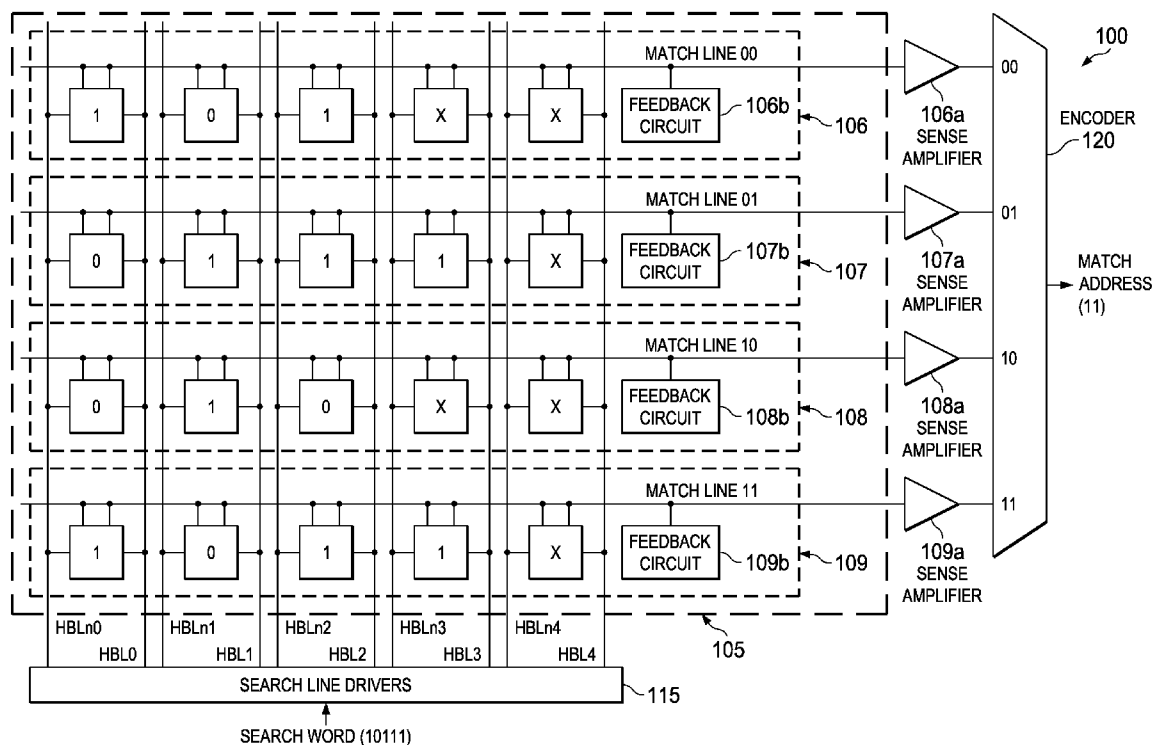 MATCH LINE 00
1 0 1 X X
FEEDBACK
CIRCUIT
106b
106
106a
SENSE
AMPLIFIER
00
100
ENCODER
120
MATCH LINE 01
0 1 1 1 X
FEEDBACK
CIRCUIT
107b
107
107a
SENSE
AMPLIFIER
01
MATCH
ADDRESS
(11)
MATCH LINE 10
0 1 0 X X
FEEDBACK
CIRCUIT
108b
108
108a
SENSE
AMPLIFIER
10
MATCH LINE 11
1 0 1 1 X
FEEDBACK
CIRCUIT
109b
109
109a
SENSE
AMPLIFIER
11
HBLn0 HBLn1 HBLn2 HBLn3 HBLn4
HBL0 HBL1 HBL2 HBL3 HBL4
105
SEARCH LINE DRIVERS
115
SEARCH WORD (10111)